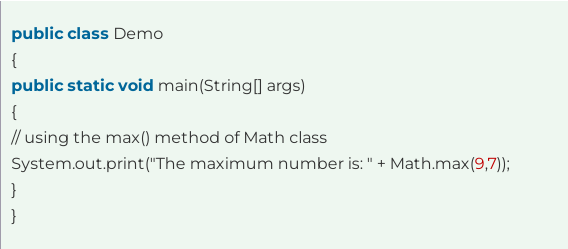 public class Demo
{
public static void main(String[] args)
{
// using the max() method of Math class
System.out.print("The maximum number is: " + Math.max(9,7));
}
}